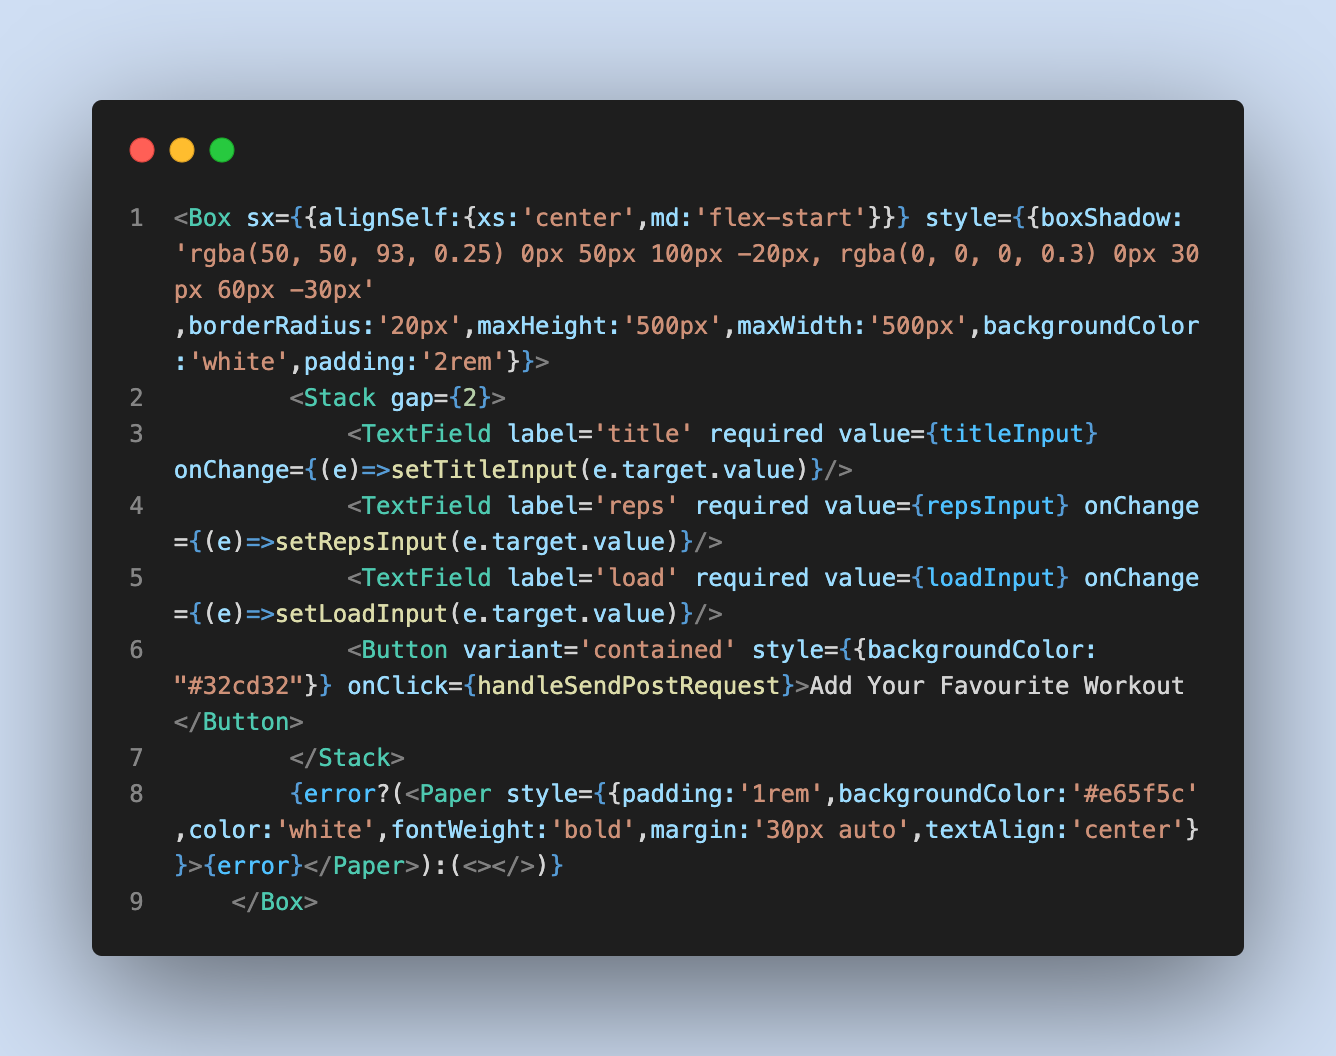 1 <Box sx={{alignSelf:{xs:'center',md:'flex-start'}}} style={{boxShadow:
'rgba(50, 50, 93, 0.25) 0px 50px 100px -20px, rgba(0, 0, 0, 0.3) 0px 30
px 60px -30px'
,borderRadius:'20px',maxHeight:'500px',maxWidth:'500px',backgroundColor
:'white',padding:'2rem'}}>
2         <Stack gap={2}>
3             <TextField label='title' required value={titleInput}
onChange={(e)=>setTitleInput(e.target.value)}/>
4             <TextField label='reps' required value={repsInput} onChange
={(e)=>setRepsInput(e.target.value)}/>
5             <TextField label='load' required value={loadInput} onChange
={(e)=>setLoadInput(e.target.value)}/>
6             <Button variant='contained' style={{backgroundColor:
"#32cd32"}} onClick={handleSendPostRequest}>Add Your Favourite Workout
</Button>
7         </Stack>
8         {error?(<Paper style={{padding:'1rem',backgroundColor:'#e65f5c'
,color:'white',fontWeight:'bold',margin:'30px auto',textAlign:'center'}
}>{error}</Paper>):(<></>)}
9     </Box>